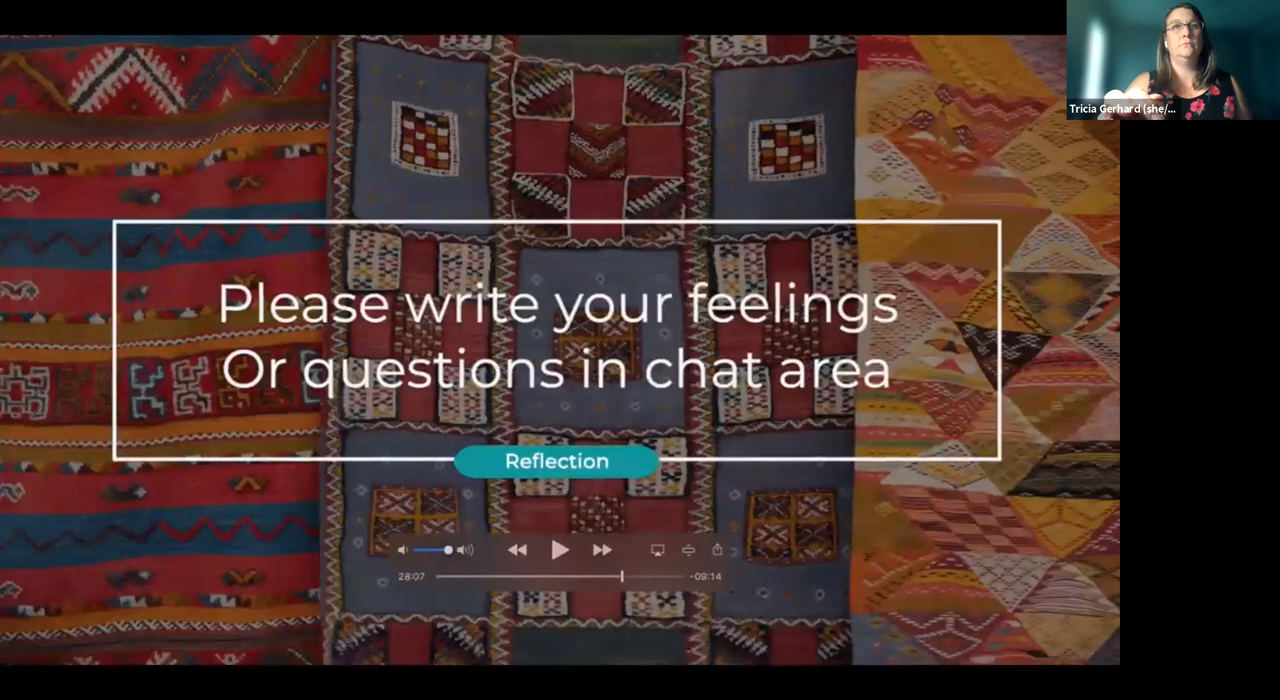 Tricia Gerhard (she/...
Please write your feelings
Or questions in chat area
Reflection
28:07
-09:14